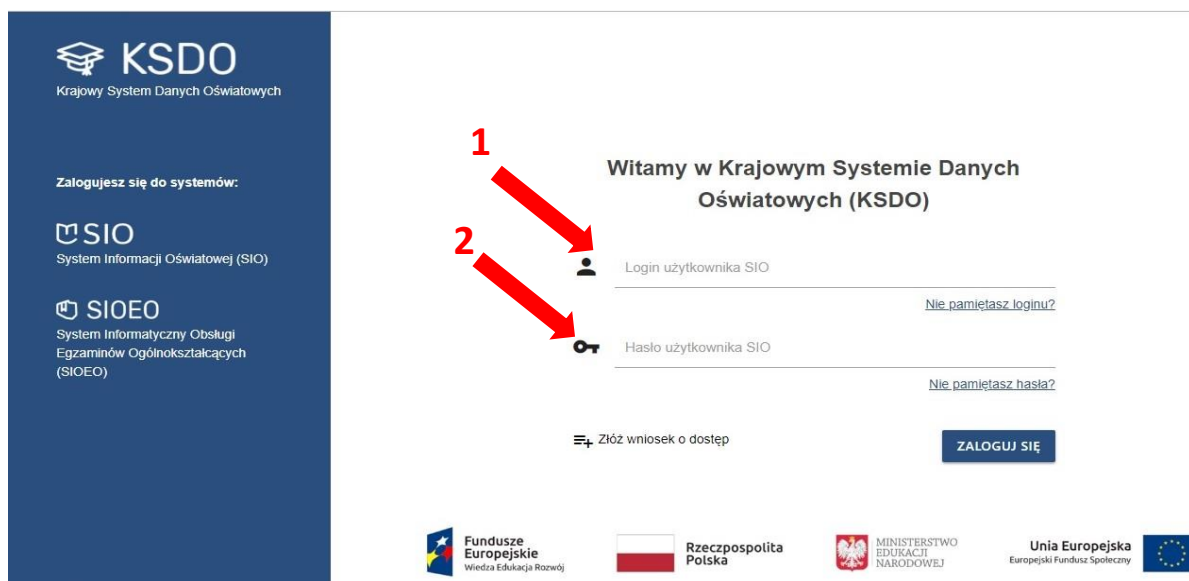 KSDO
Krajowy System Danych Oświatowych
Zalogujesz się do systemów:
SIO
System Informacji Oświatowej (SIO)
SIOEO
System Informatyczny Obsługi
Egzaminów Ogólnokształcących
(SIOEO)
1
Witamy w Krajowym Systemie Danych
Oświatowych (KSDO)
2
Login użytkownika SIO
Nie pamiętasz loginu?
Hasło użytkownika SIO
Nie pamiętasz hasła?
Złóż wniosek o dostęp
ZALOGUJ SIĘ
Fundusze
Europejskie
Wiedza Edukacja Rozwój
Rzeczpospolita
Polska
MINISTERSTWO
EDUKACJI
NARODOWEJ
Unia Europejska
Europejski Fundusz Społeczny